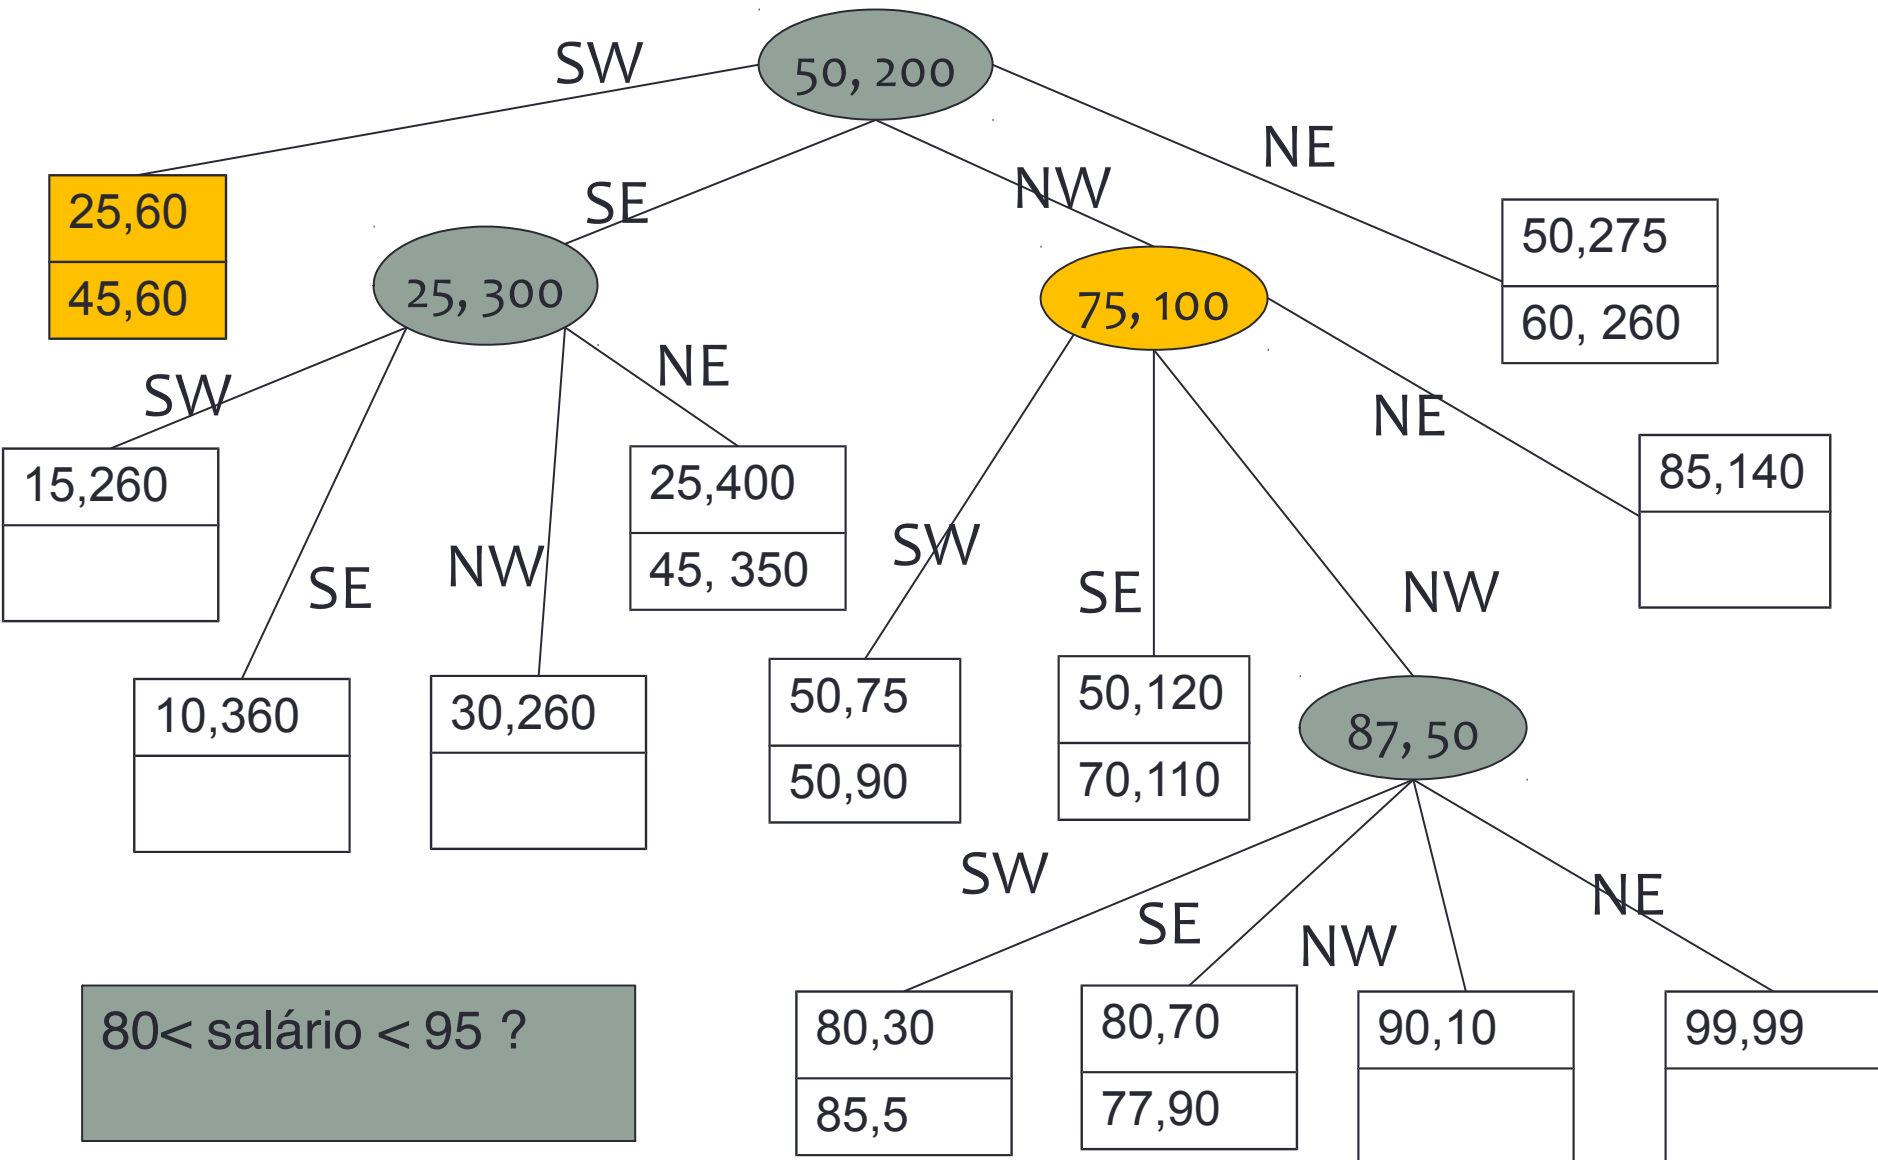 50, 200
SW
NE
SE
NW
25,60
45,60
50,275
60, 260
25, 300
75, 100
SW
NE
NE
15,260
25,400
45, 350
85,140
SE
NW
SW
SE
NW
10,360
30,260
50,75
50,90
50,120
70,110
87, 50
SW
SE
NW
NE
80< salário < 95 ?
80,30
85,5
80,70
77,90
90,10
99,99